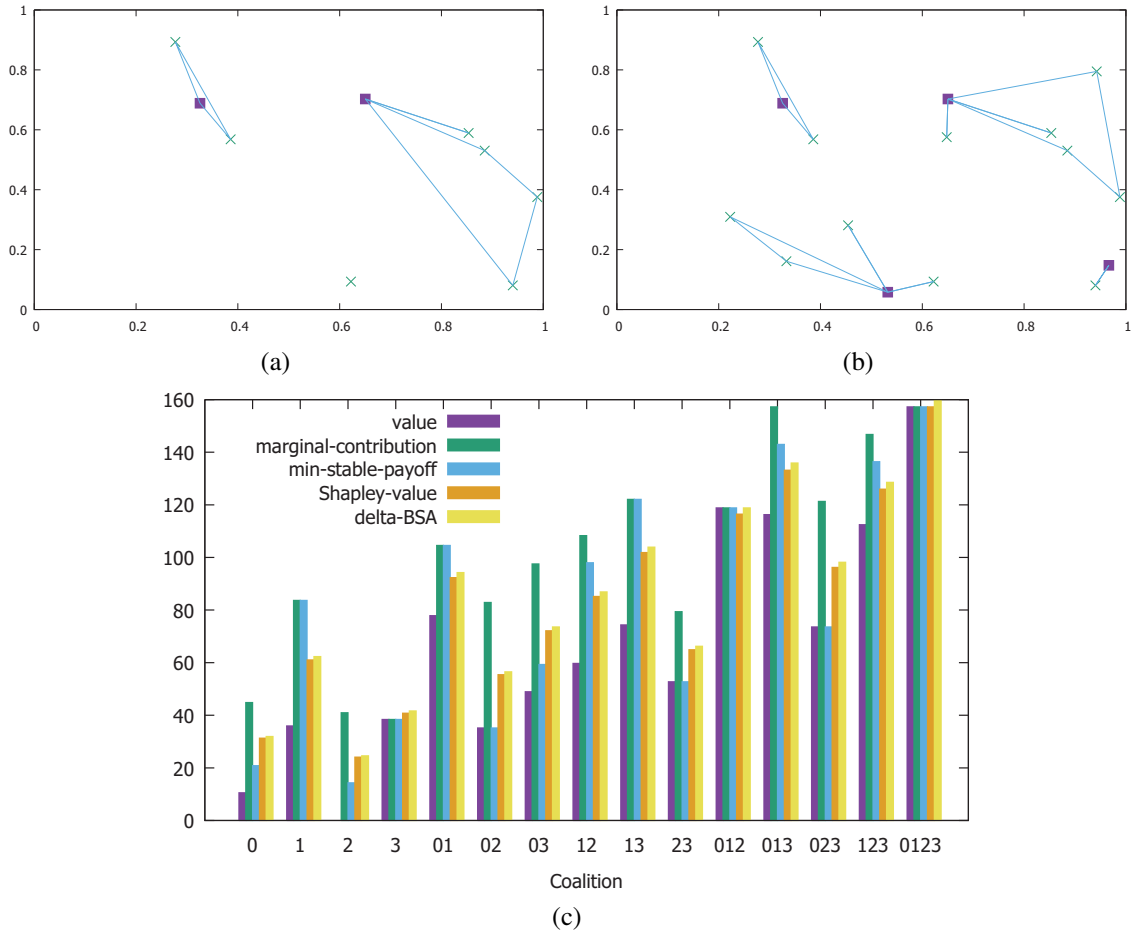 1
0.8
0.6
0.4
0.2
0
0 0.2 0.4 0.6 0.8 1
(a)
1
0.8
0.6
0.4
0.2
0
0 0.2 0.4 0.6 0.8 1
(b)
160
140
120
100
80
60
40
20
0
value
marginal-contribution
min-stable-payoff
Shapley-value
delta-BSA
0 1 2 3 01 02 03 12 13 23 012 013 023 123 0123
Coalition
(c)